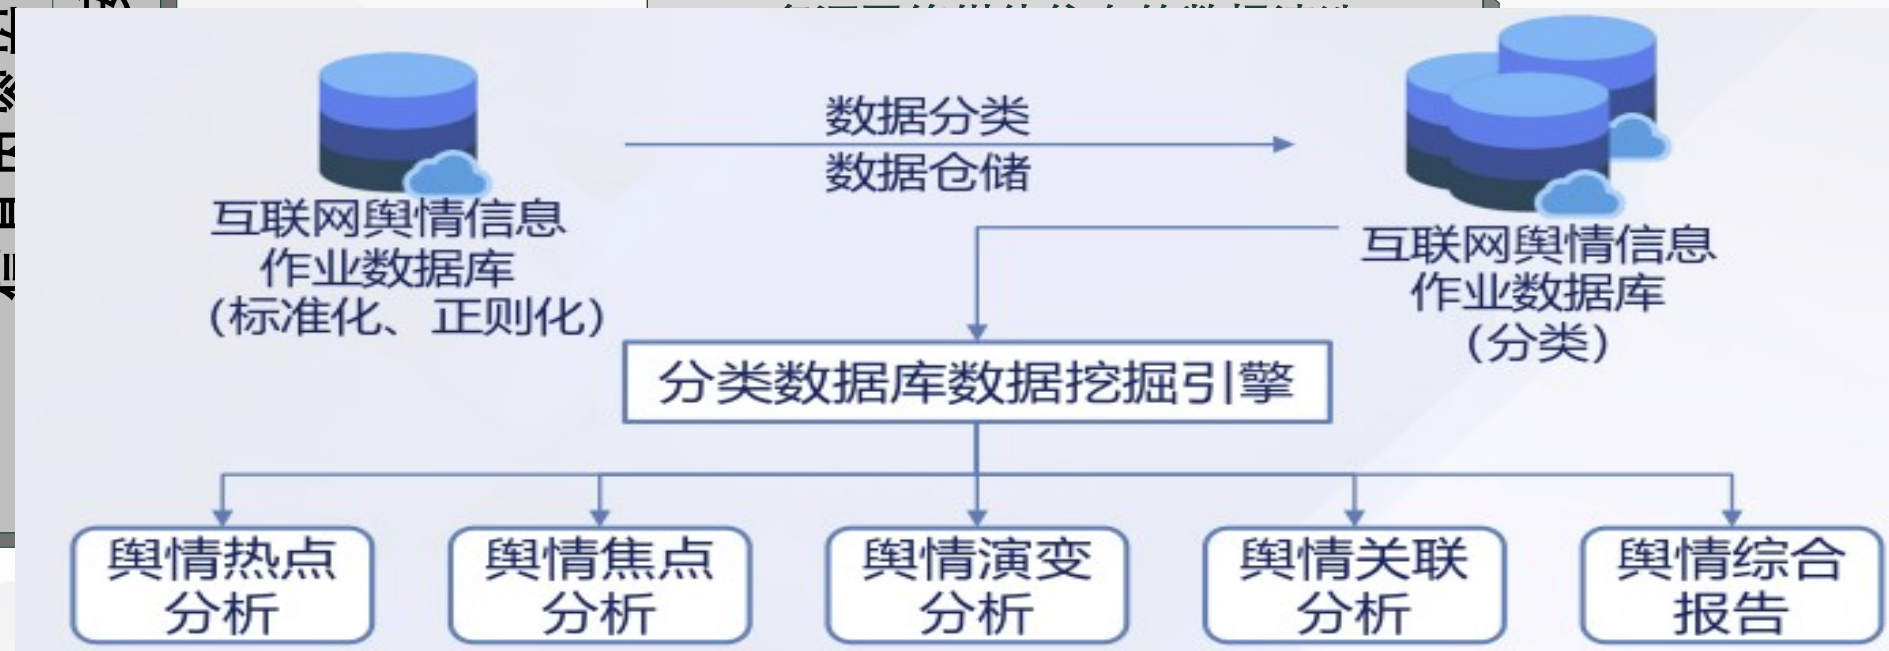 数据分类
数据仓储
互联网舆情信息
作业数据库
（标准化、正则化）
互联网舆情信息
作业数据库
（分类）
分类数据库数据挖掘引擎
舆情热点
分析
舆情焦点
分析
舆情演变
分析
舆情关联
分析
舆情综合
报告